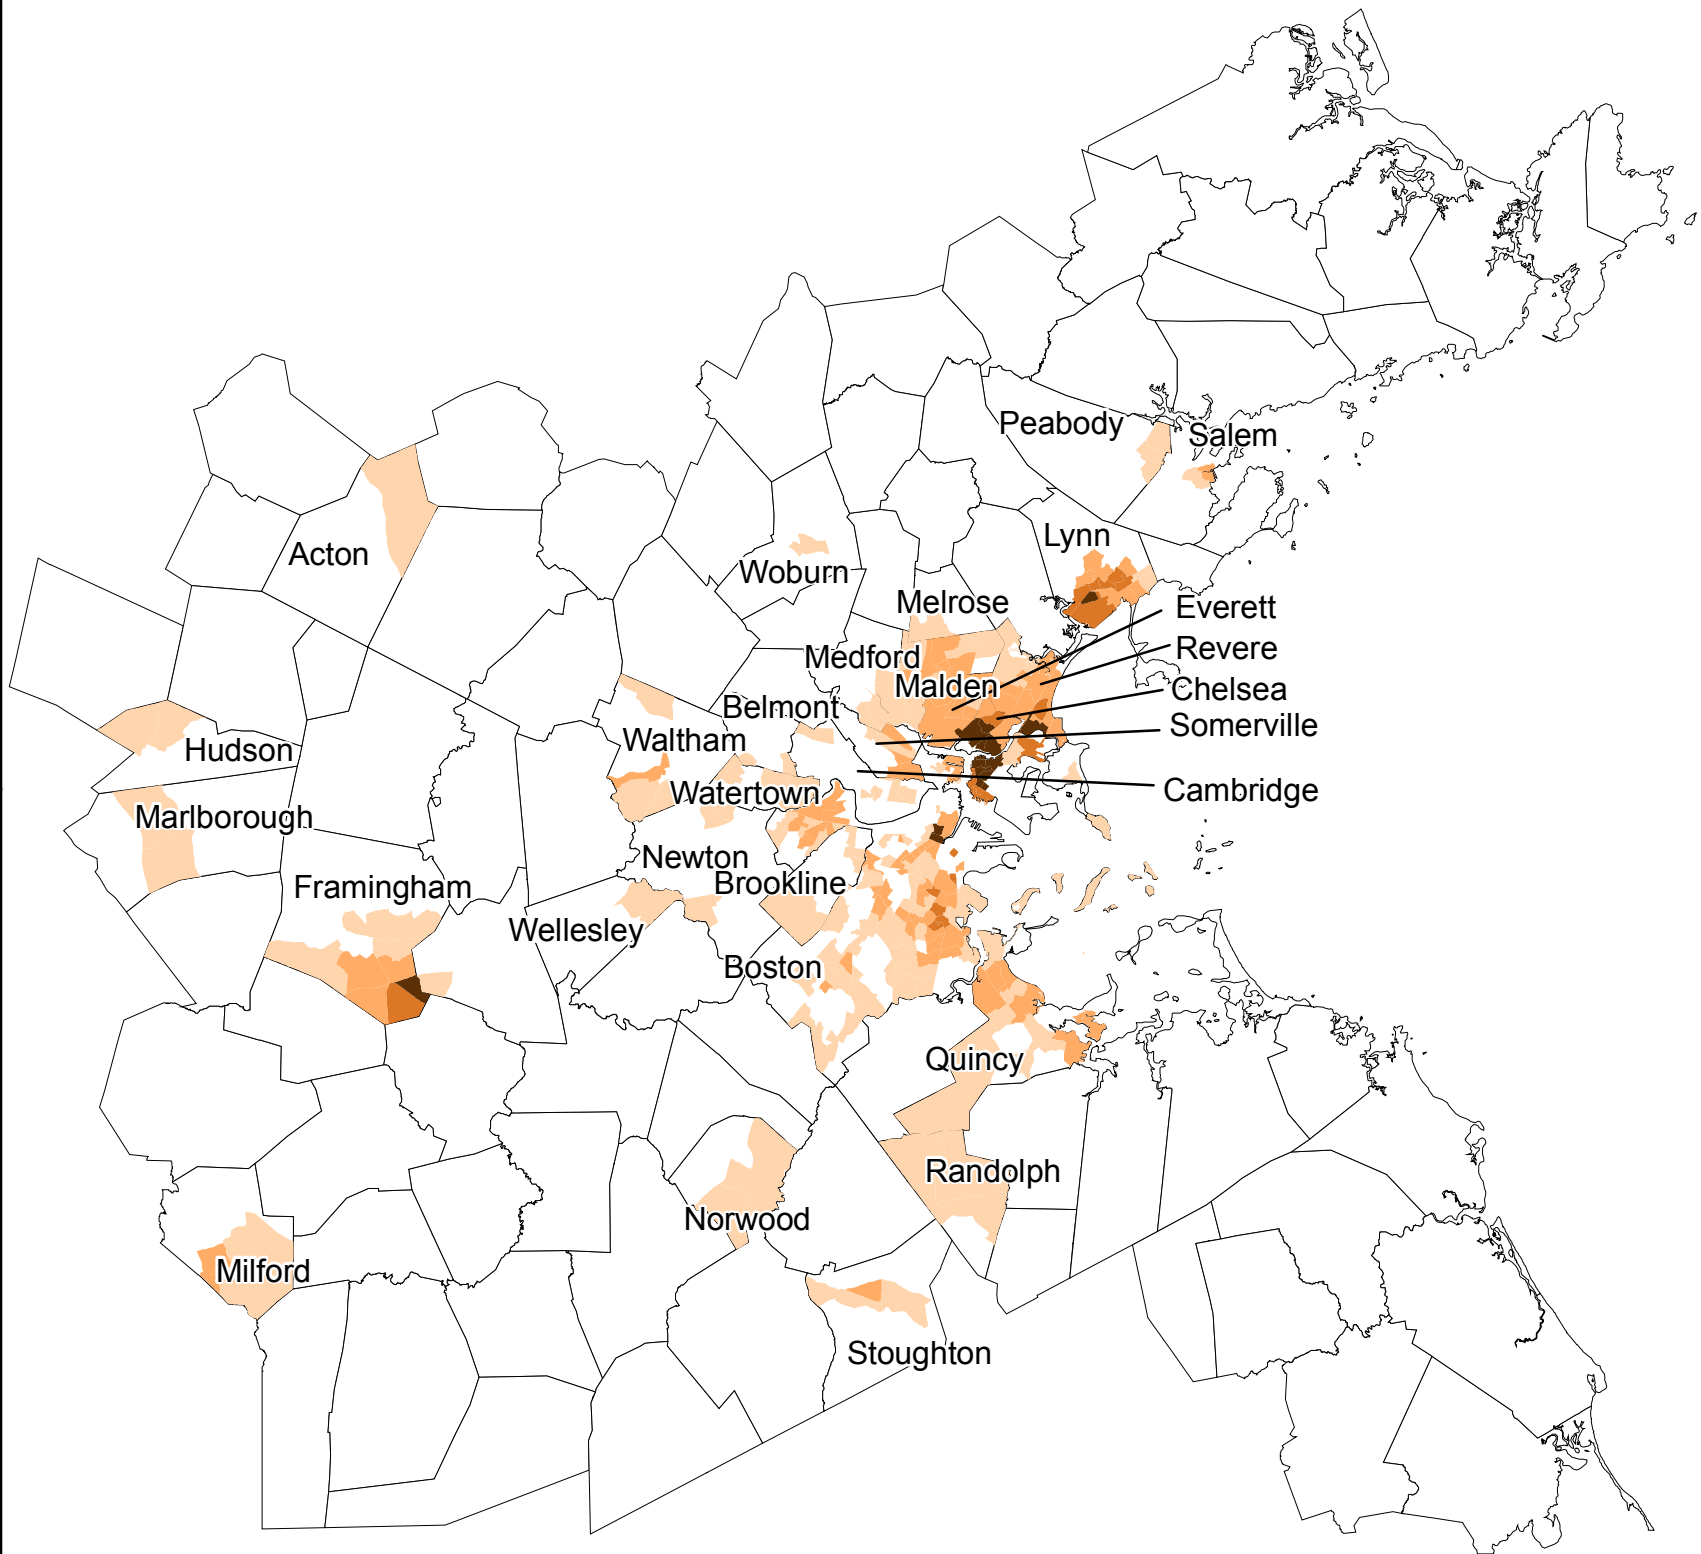 Peabody
Salem
Lynn
Acton
Woburn
Melrose
Everett
Medford
Revere
Malden
Chelsea
Belmont
Somerville
Waltham
Hudson
Cambridge
Watertown
Marlborough
Newton
Brookline
Framingham
Wellesley
Boston
Quincy
Randolph
Norwood
Milford
Stoughton